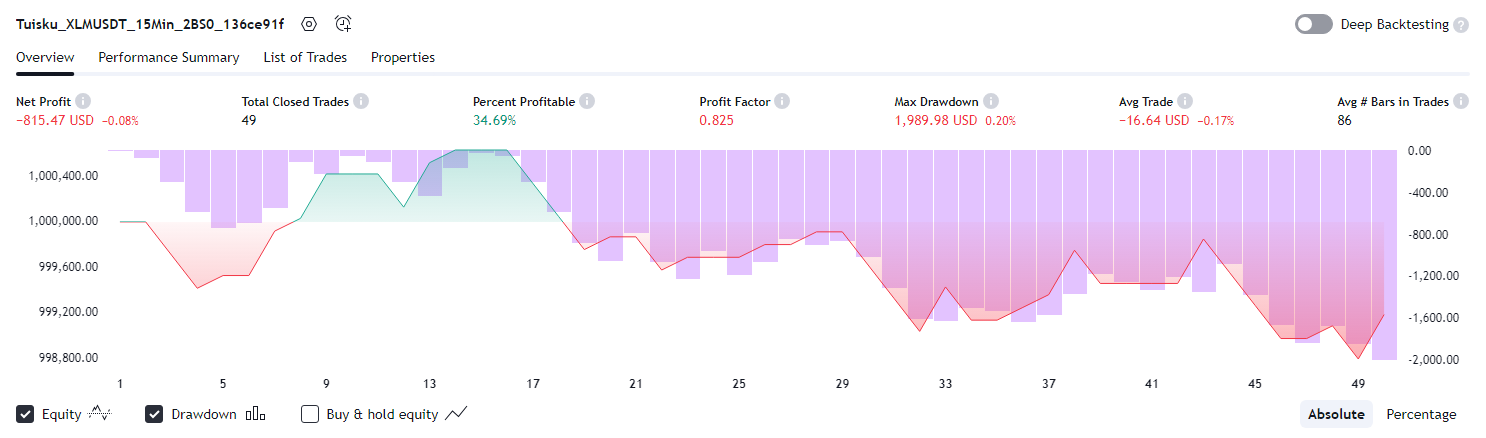 Tuisku_XLMUSDT_15Min_2BS0_136ce91f Deep Backtesting ?
Overview Performance Summary List of Trades Properties
Net Profit i Total Closed Trades i Percent Profitable i Profit Factor i Max Drawdown i Avg Trade i Avg # Bars in Trades i
−815.47 USD −0.08% 49 34.69% 0.825 1,989.98 USD 0.20% −16.64 USD −0.17% 86
0.00
1,000,400.00
-400.00
1,000,000.00
-800.00
999,600.00
-1,200.00
999,200.00
-1,600.00
998,800.00
-2,000.00
1 5 9 13 17 21 25 29 33 37 41 45 49
Equity Drawdown Buy & hold equity Absolute Percentage